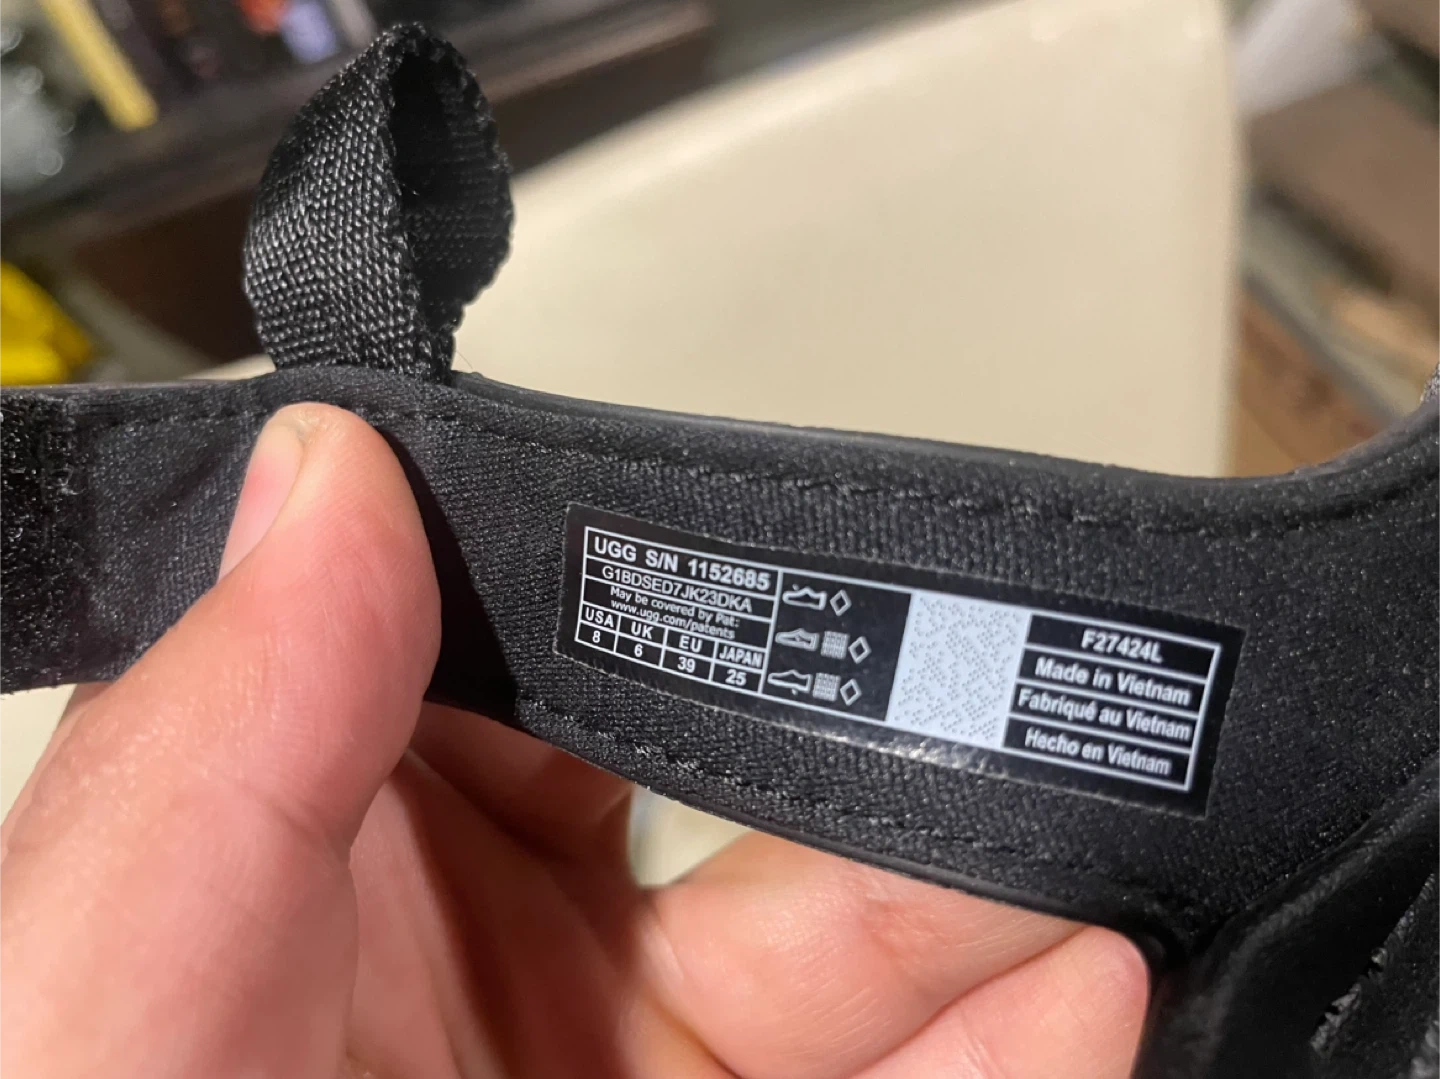 UGG S/N 1152685
G1BDSED7JK23DKA
May be covered by Pat:
www.ugg.com/patents
USA UK EU JAPAN
8 6 39 25
F27424L
Made in Vietnam
Fabriqué au Vietnam
Hecho en Vietnam